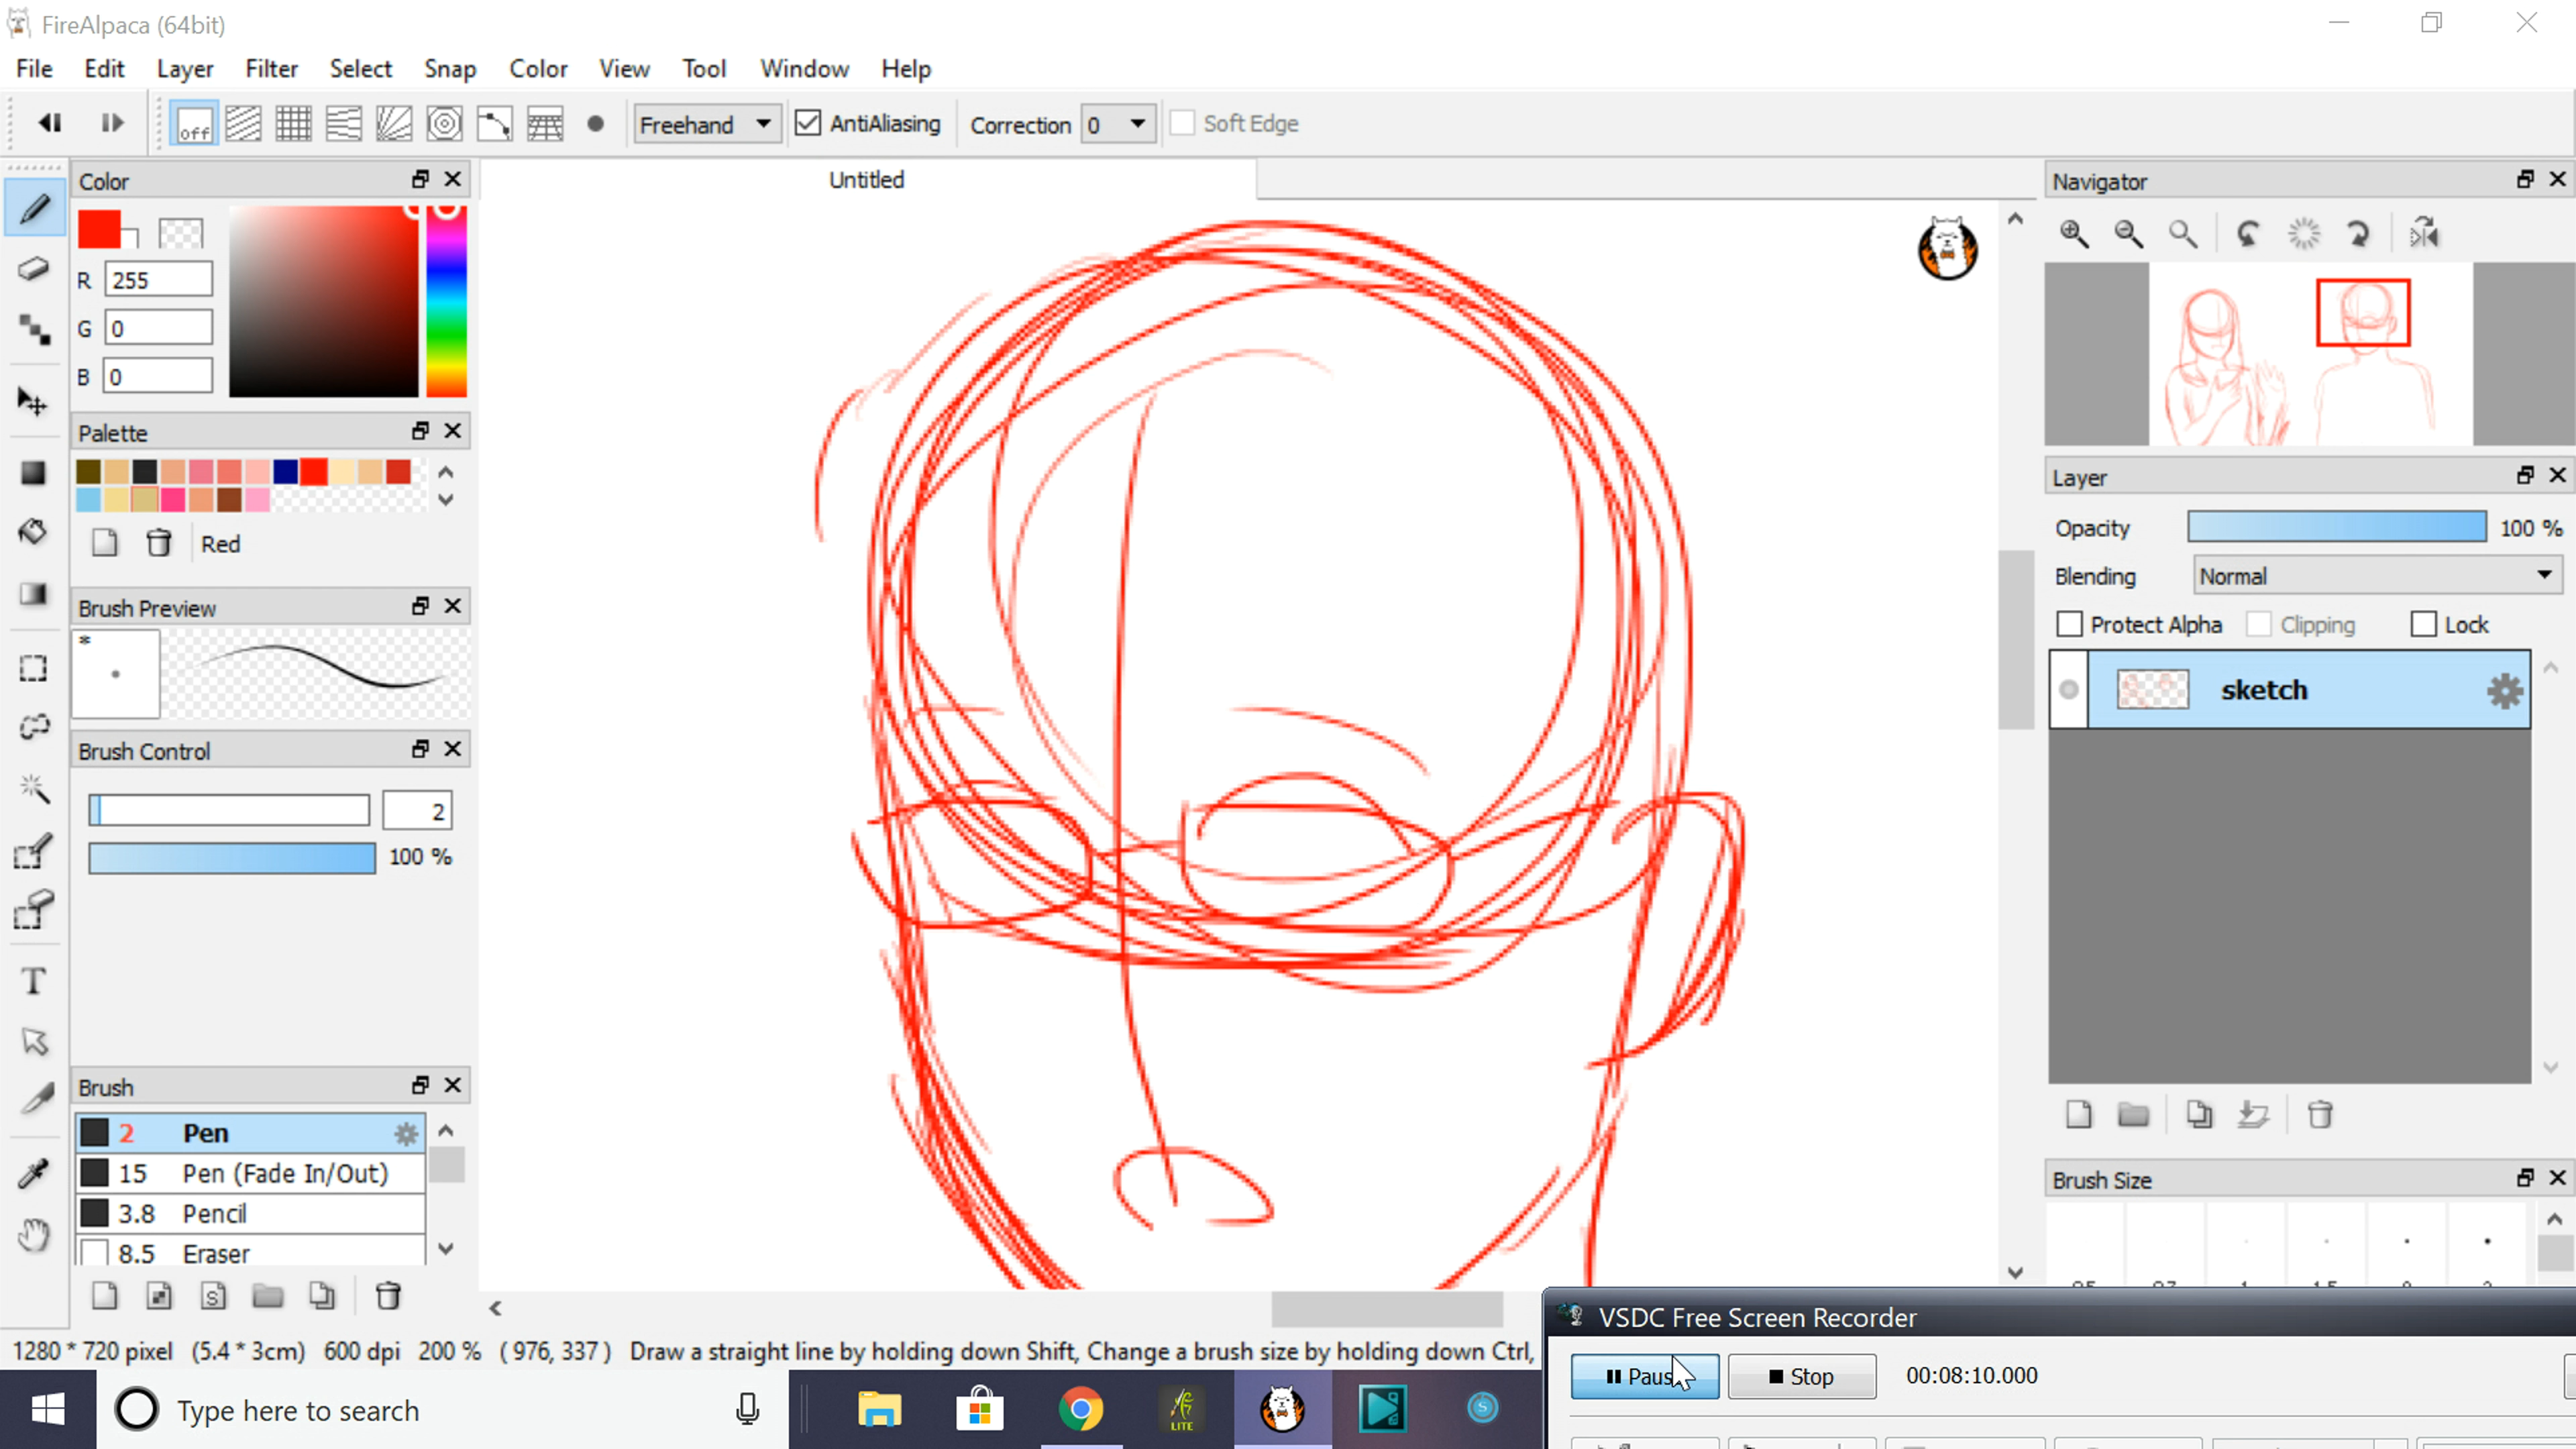 FireAlpaca (64bit)
File Edit Layer Filter Select Snap Color View Tool Window Help
off Freehand AntiAliasing Correction 0 Soft Edge
Color
Untitled
Navigator
R 255
G 0
B 0
Palette
Red
Layer
Opacity 100 %
Blending Normal
Protect Alpha Clipping Lock
sketch
Brush Preview
*
Brush Control
2
100 %
Brush
2 Pen
15 Pen (Fade In/Out)
3.8 Pencil
8.5 Eraser
Brush Size
1280 * 720 pixel (5.4 * 3cm) 600 dpi 200 % ( 976, 337 ) Draw a straight line by holding down Shift, Change a brush size by holding down Ctrl,
VSDC Free Screen Recorder
Stop 00:08:10.000
Type here to search
LITE